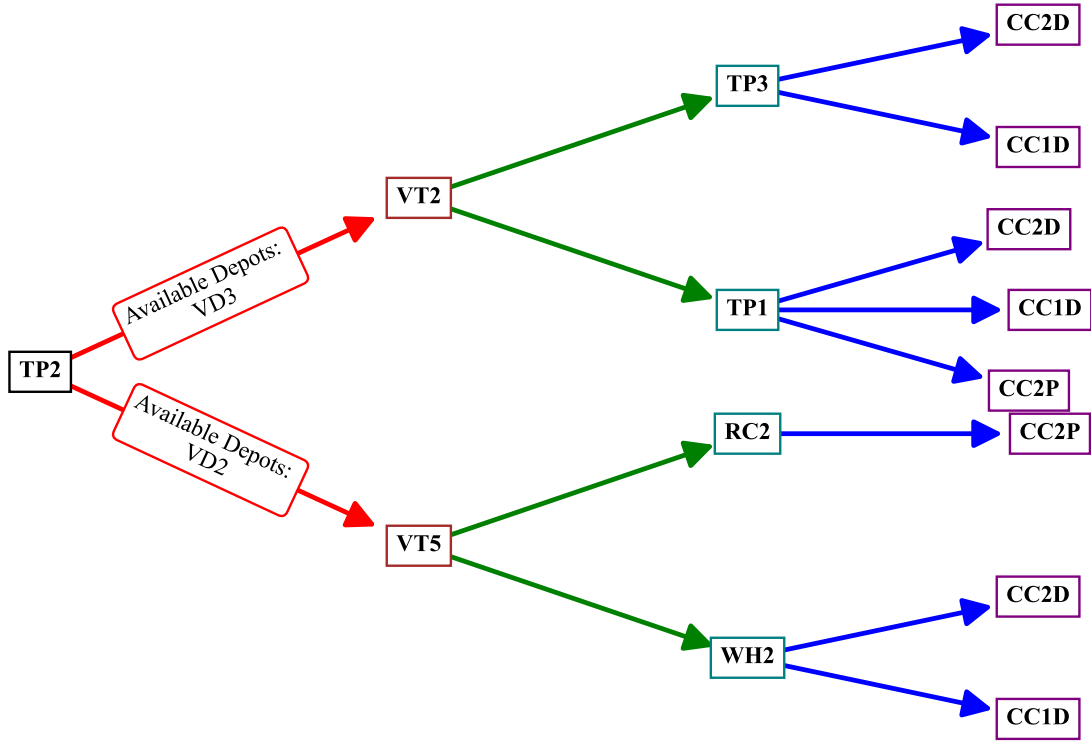 CC2D
TP3
CC1D
VT2
CC2D
Available Depots:
VD3
TP1
CC1D
TP2
CC2P
Available Depots:
VD2
RC2
CC2P
VT5
CC2D
WH2
CC1D